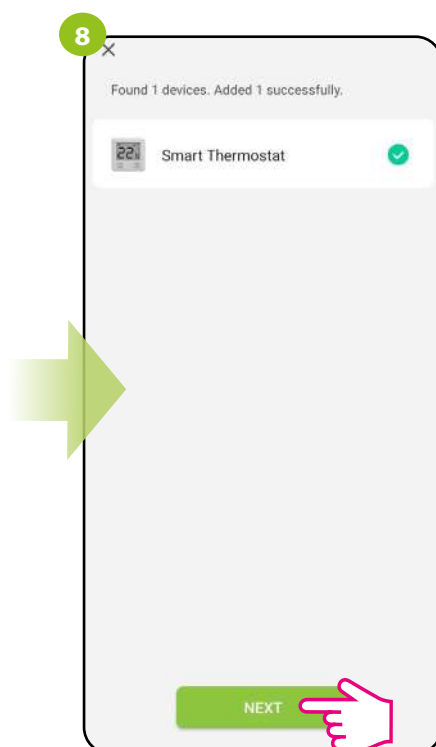 8
Found 1 devices. Added 1 successfully.
22
Smart Thermostat
NEXT